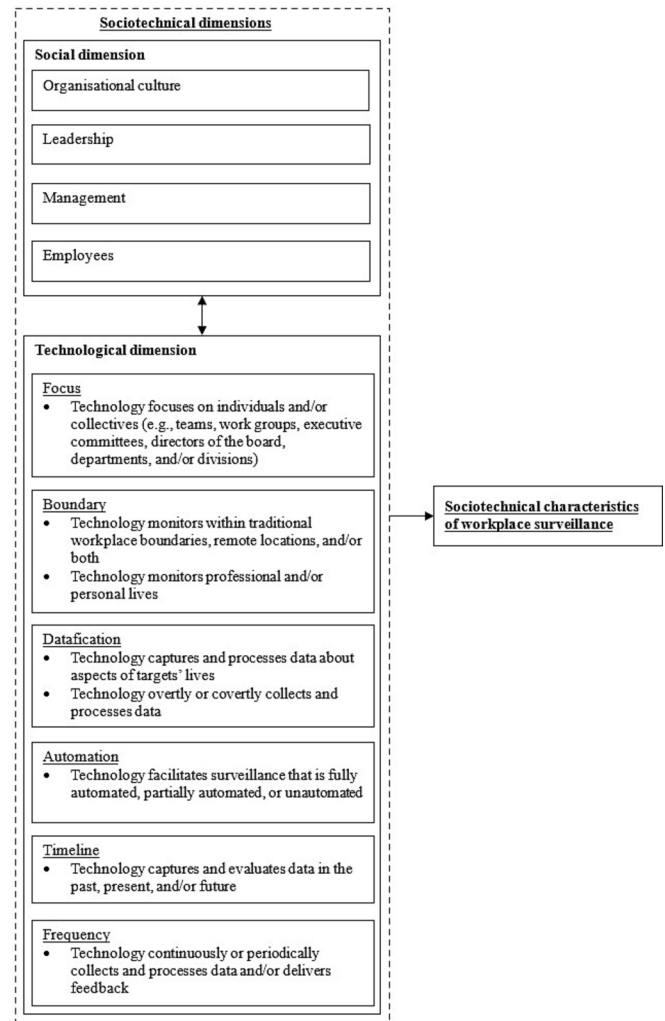 Sociotechnical dimensions
Social dimension
Organisational culture
Leadership
Management
Employees
Technological dimension
Focus
• Technology focuses on individuals and/or
collectives (e.g., teams, work groups, executive
committees, directors of the board,
departments, and/or divisions)
Boundary
• Technology monitors within traditional
workplace boundaries, remote locations, and/or
both
• Technology monitors professional and/or
personal lives
Datafication
• Technology captures and processes data about
aspects of targets’ lives
• Technology overtly or covertly collects and
processes data
Automation
• Technology facilitates surveillance that is fully
automated, partially automated, or unautomated
Timeline
• Technology captures and evaluates data in the
past, present, and/or future
Frequency
• Technology continuously or periodically
collects and processes data and/or delivers
feedback
Sociotechnical characteristics
of workplace surveillance